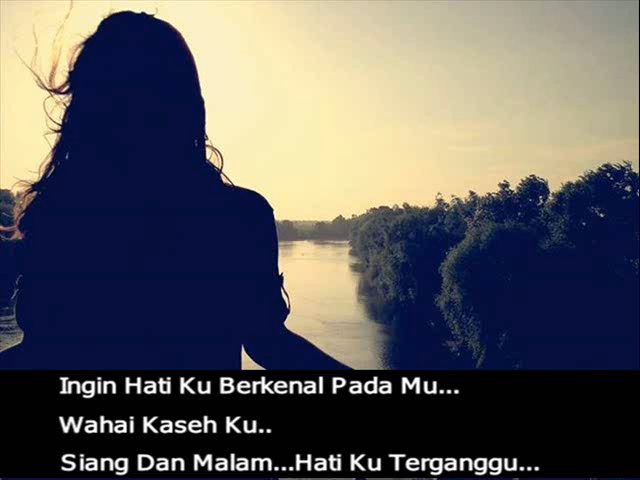 Ingin Hati Ku Berkenal Pada Mu...
Wahai Kaseh Ku..
Siang Dan Malam...Hati Ku Terganggu...